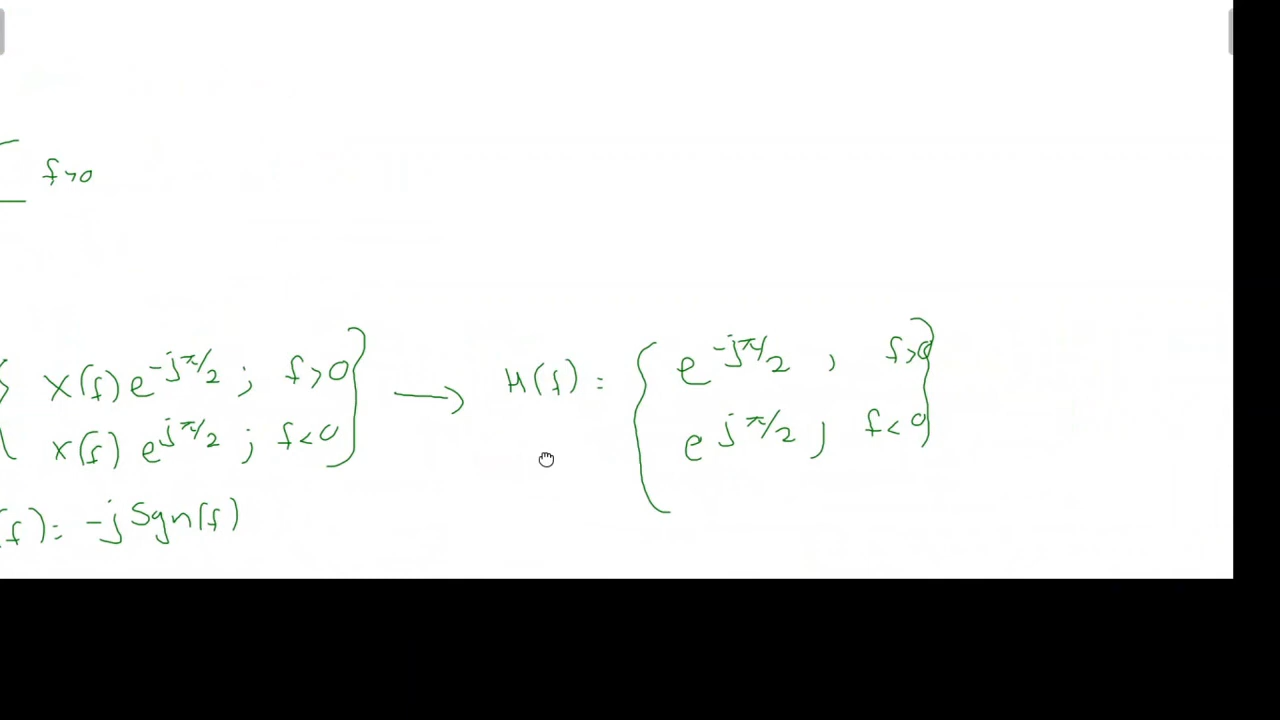 f>0
X(f) e^{-jπ/2} ; f>0
X(f) e^{jπ/2} ; f<0
→ H(f) = { e^{-jπ/2} , f>0
e^{jπ/2} ; f<0 }
(f) = -j Sgn(f)